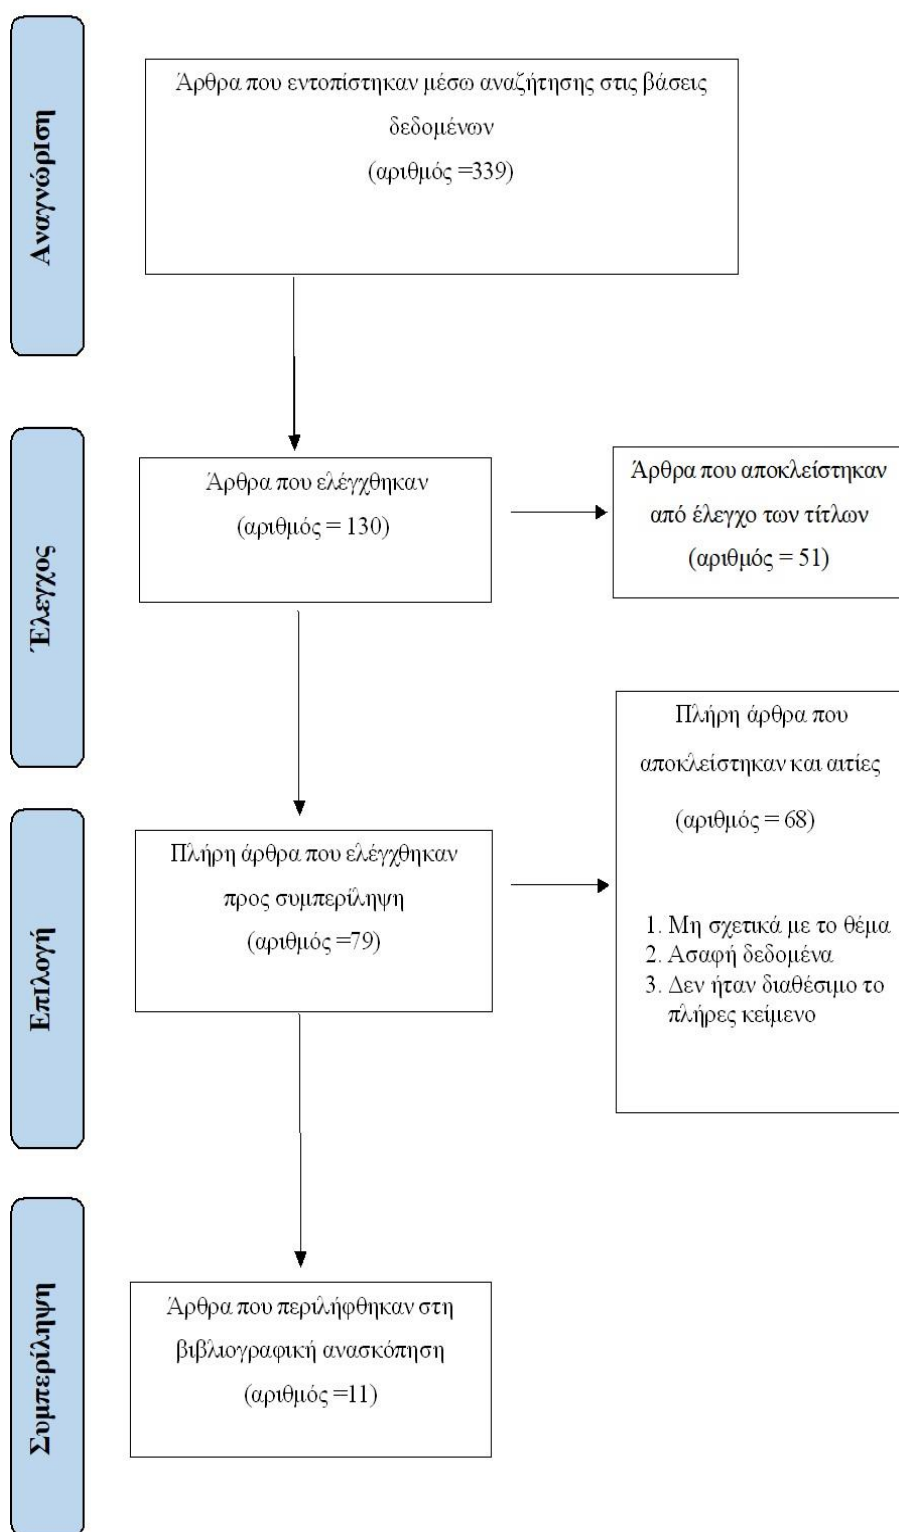 Αναγνώριση
Άρθρα που εντοπίστηκαν μέσω αναζήτησης στις βάσεις
δεδομένων
(αριθμός =339)
Έλεγχος
Άρθρα που ελέγχθηκαν
(αριθμός = 130)
Άρθρα που αποκλείστηκαν
από έλεγχο των τίτλων
(αριθμός = 51)
Επιλογή
Πλήρη άρθρα που ελέγχθηκαν
προς συμπερίληψη
(αριθμός =79)
Πλήρη άρθρα που
αποκλείστηκαν και αιτίες
(αριθμός = 68)
1. Μη σχετικά με το θέμα
2. Ασαφή δεδομένα
3. Δεν ήταν διαθέσιμο το
πλήρες κείμενο
Συμπερίληψη
Άρθρα που περιλήφθηκαν στη
βιβλιογραφική ανασκόπηση
(αριθμός =11)